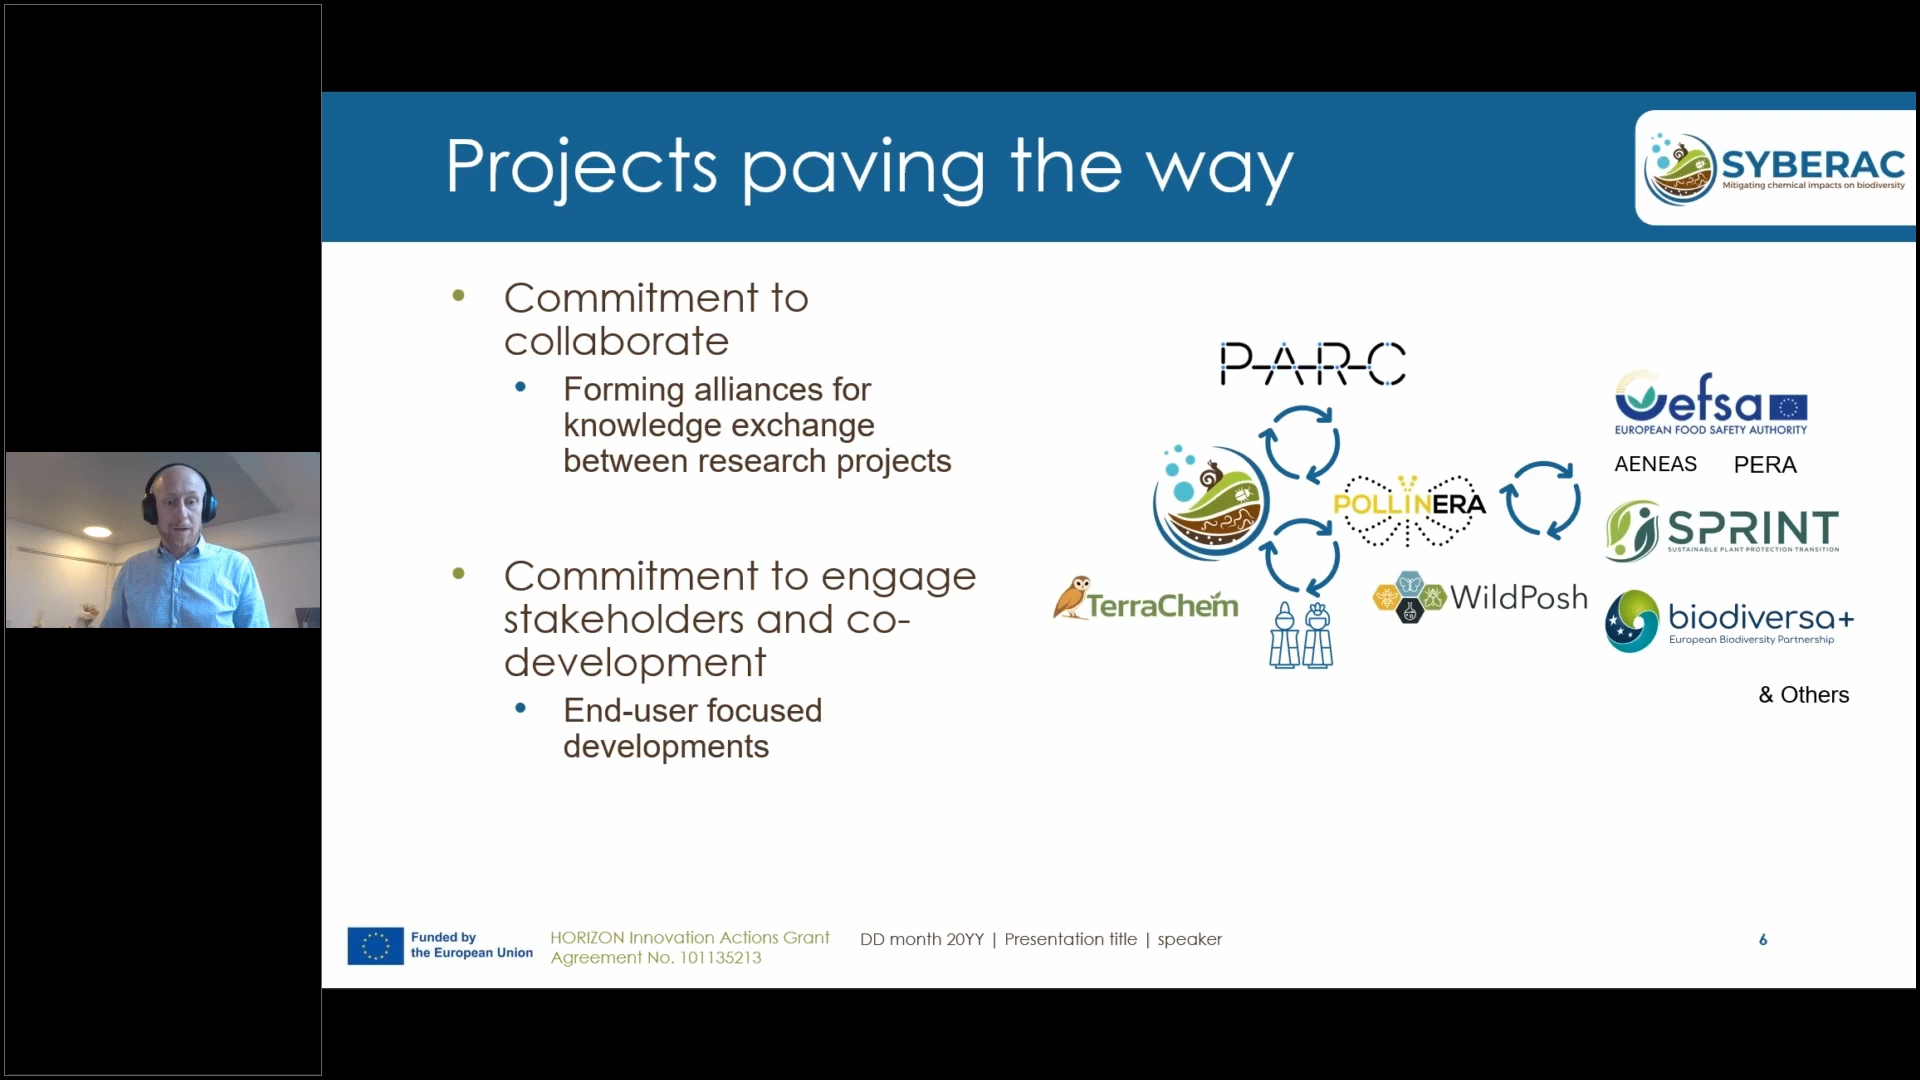 Projects paving the way
SYBERAC
Mitigating chemical impacts on biodiversity
• Commitment to
collaborate
• Forming alliances for
knowledge exchange
between research projects
• Commitment to engage
stakeholders and co-
development
• End-user focused
developments
PARC
POLLINERA
TerraChem
WildPosh
efsa
EUROPEAN FOOD SAFETY AUTHORITY
AENEAS PERA
SPRINT
SUSTAINABLE PLANT PROTECTION TRANSITION
biodiversa+
European Biodiversity Partnership
& Others
Funded by
the European Union
HORIZON Innovation Actions Grant
Agreement No. 101135213
DD month 20YY | Presentation title | speaker
6